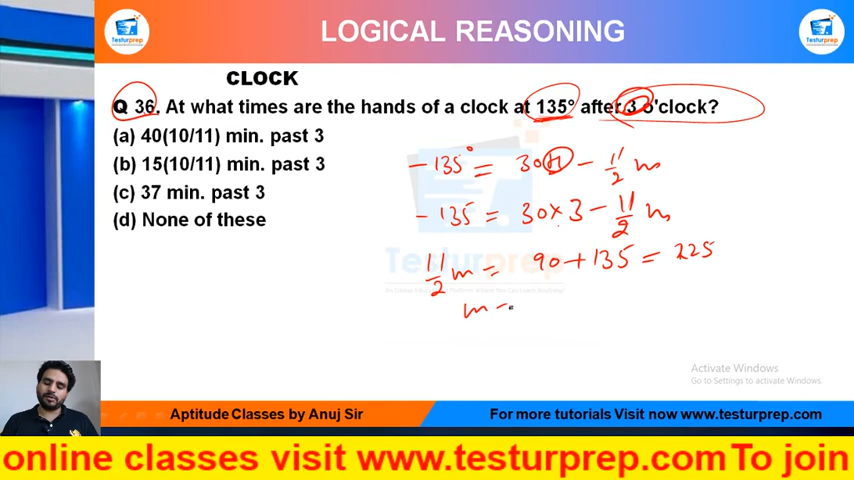 LOGICAL REASONING
Testurprep
Testurprep
CLOCK
Q 36. At what times are the hands of a clock at 135° after 3 o'clock?
(a) 40(10/11) min. past 3
(b) 15(10/11) min. past 3
(c) 37 min. past 3
(d) None of these
-135° = 30H - 11/2 m
-135 = 30×3 - 11/2 m
11/2 m = 90+135 = 225
m =
Testurprep
Activate Windows
Go to Settings to activate Windows.
Aptitude Classes by Anuj Sir
For more tutorials Visit now www.testurprep.com
online classes visit www.testurprep.com To join